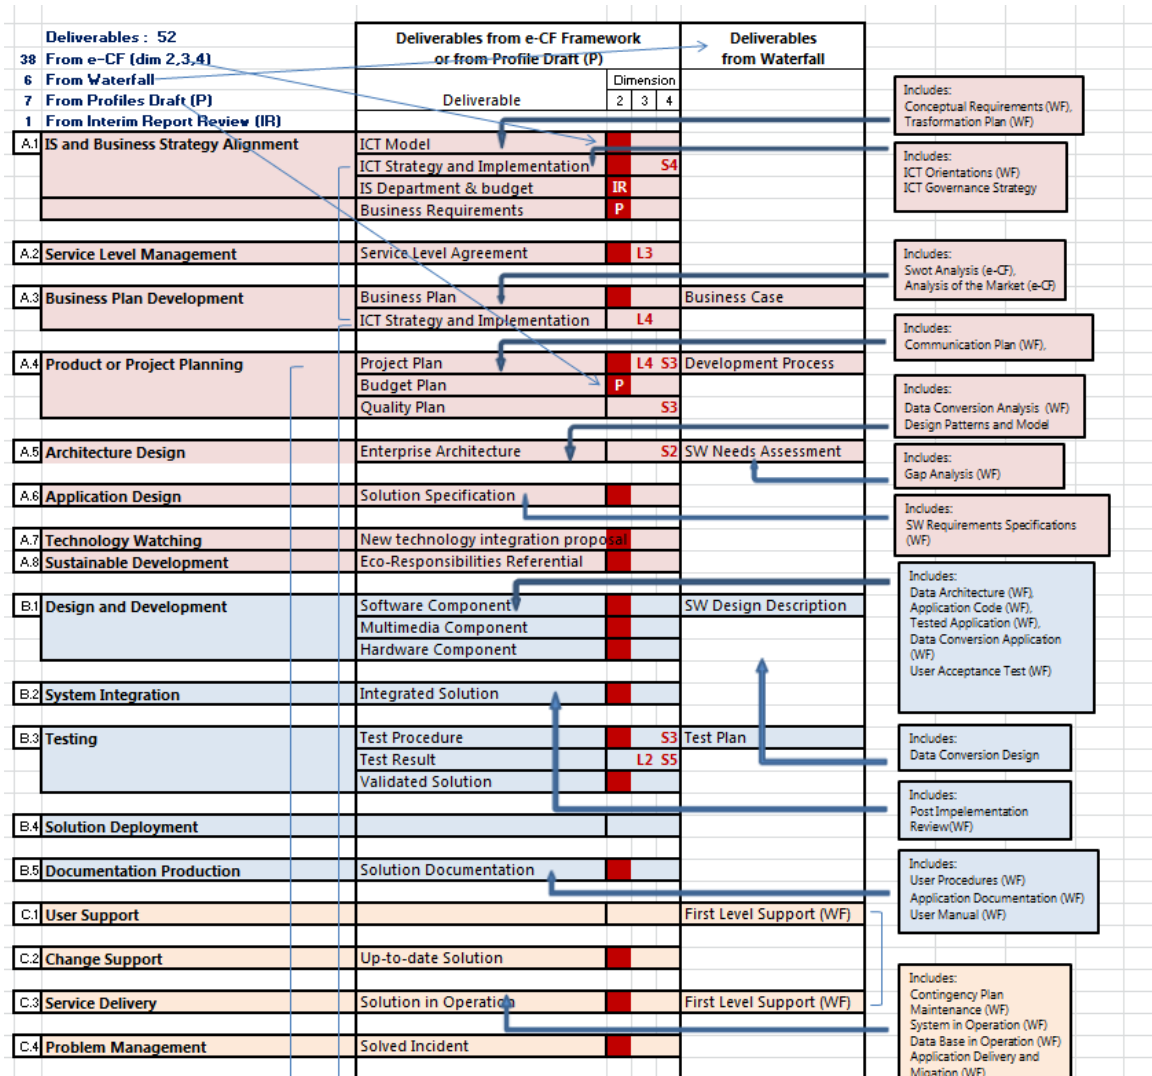 Deliverables : 52
38 From e-CF (dim 2,3,4)
6 From Waterfall
7 From Profiles Draft (P)
1 From Interim Report Review (IR)
Deliverables from e-CF Framework
or from Profile Draft (P)
Deliverables
from Waterfall
Dimension
Deliverable 2 3 4
A.1 IS and Business Strategy Alignment ICT Model
ICT Strategy and Implementation S4
IS Department & budget IR
Business Requirements P
A.2 Service Level Management Service Level Agreement L3
A.3 Business Plan Development Business Plan Business Case
ICT Strategy and Implementation L4
A.4 Product or Project Planning Project Plan L4 S3 Development Process
Budget Plan P
Quality Plan S3
A.5 Architecture Design Enterprise Architecture S2 SW Needs Assessment
A.6 Application Design Solution Specification
A.7 Technology Watching New technology integration proposal
A.8 Sustainable Development Eco-Responsibilities Referential
B.1 Design and Development Software Component SW Design Description
Multimedia Component
Hardware Component
B.2 System Integration Integrated Solution
B.3 Testing Test Procedure S3 Test Plan
Test Result L2 S5
Validated Solution
B.4 Solution Deployment
B.5 Documentation Production Solution Documentation
C.1 User Support First Level Support (WF)
C.2 Change Support Up-to-date Solution
C.3 Service Delivery Solution in Operation First Level Support (WF)
C.4 Problem Management Solved Incident
Includes:
Conceptual Requirements (WF),
Trasformation Plan (WF)
Includes:
ICT Orientations (WF)
ICT Governance Strategy
Includes:
Swot Analysis (e-CF),
Analysis of the Market (e-CF)
Includes:
Communication Plan (WF),
Includes:
Data Conversion Analysis (WF)
Design Patterns and Model
Includes:
Gap Analysis (WF)
Includes:
SW Requirements Specifications
(WF)
Includes:
Data Architecture (WF),
Application Code (WF),
Tested Application (WF),
Data Conversion Application
(WF)
User Acceptance Test (WF)
Includes:
Data Conversion Design
Includes:
Post Impelementation
Review(WF)
Includes:
User Procedures (WF)
Application Documentation (WF)
User Manual (WF)
Includes:
Contingency Plan
Maintenance (WF)
System in Operation (WF)
Data Base in Operation (WF)
Application Delivery and
Migation (WF)